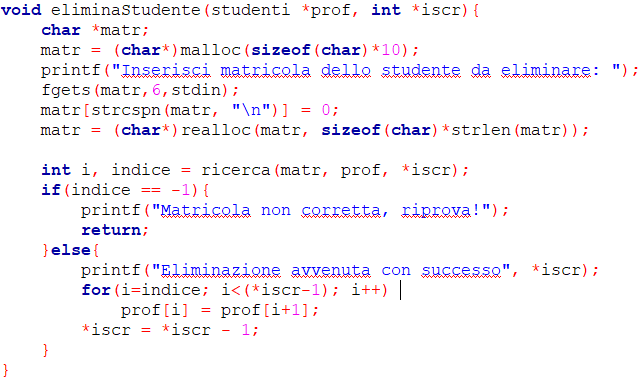 void eliminaStudente(studenti *prof, int *iscr){
    char *matr;
    matr = (char*)malloc(sizeof(char)*10);
    printf("Inserisci matricola dello studente da eliminare: ");
    fgets(matr,6,stdin);
    matr[strcspn(matr, "\n")] = 0;
    matr = (char*)realloc(matr, sizeof(char)*strlen(matr));

    int i, indice = ricerca(matr, prof, *iscr);
    if(indice == -1){
        printf("Matricola non corretta, riprova!");
        return;
    }else{
        printf("Eliminazione avvenuta con successo", *iscr);
        for(i=indice; i<(*iscr-1); i++)
            prof[i] = prof[i+1];
        *iscr = *iscr - 1;
    }
}